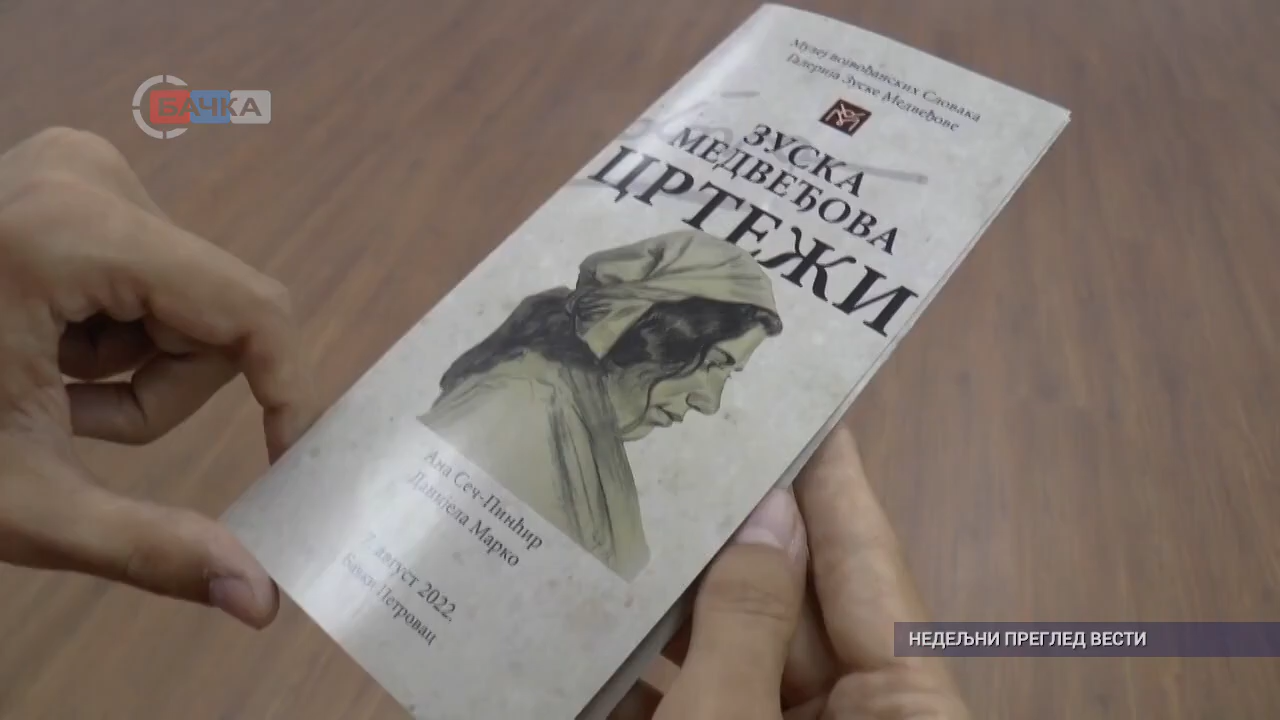 БАЧКА
Музеј војвођанских Словака
Галерија Зуске Медвеђове
ЗУСКА
МЕДВЕЂОВА
ЦРТЕЖИ
Ана Сеч-Пинћир
Данијела Марко
7. август 2022.
Бачки Петровац
НЕДЕЉНИ ПРЕГЛЕД ВЕСТИ